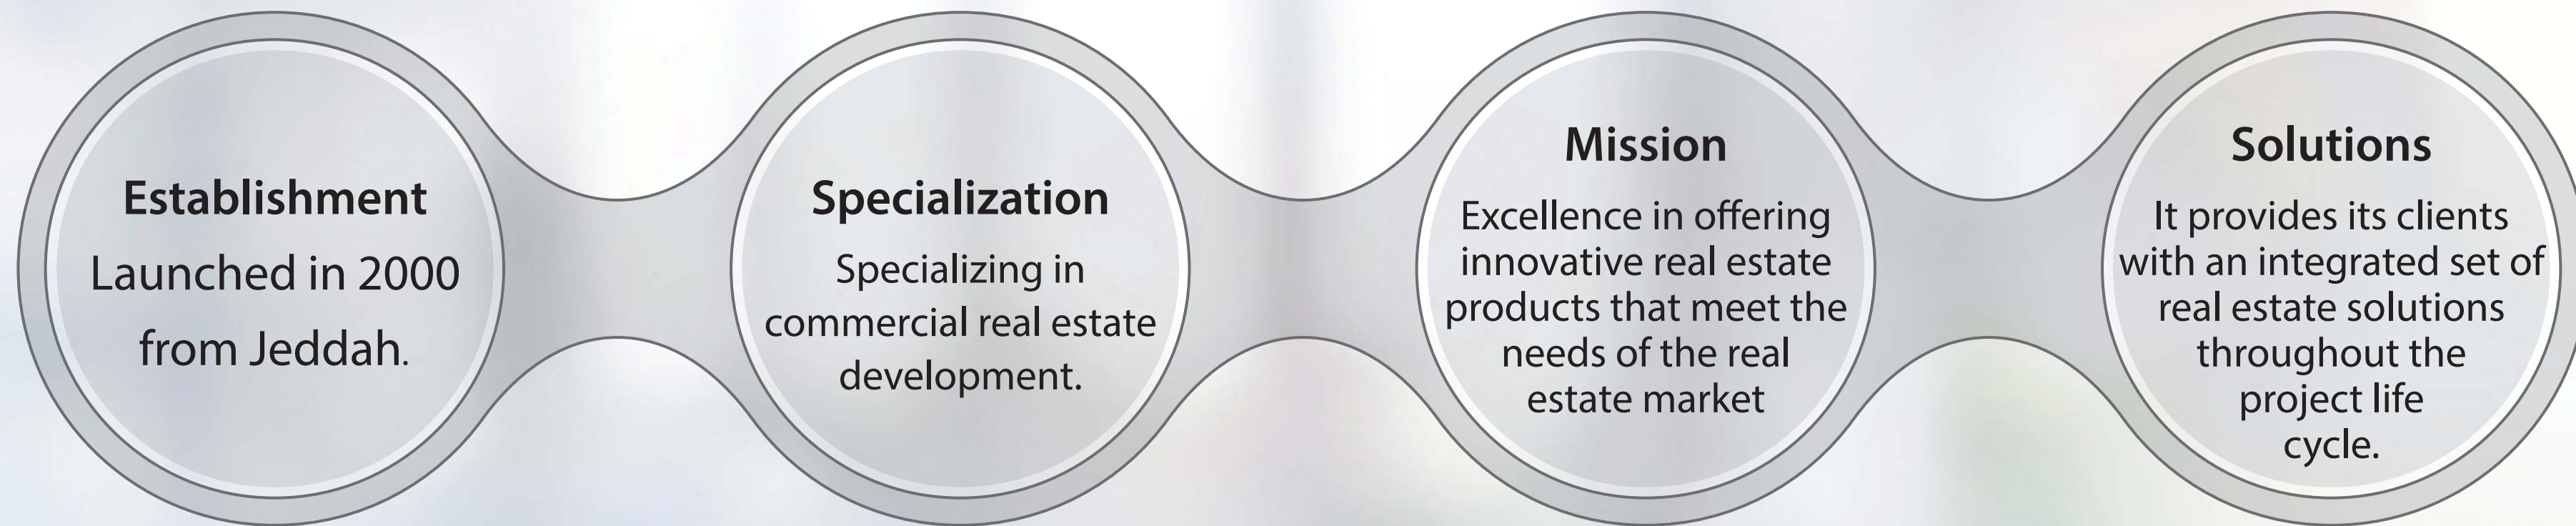 Establishment
Launched in 2000
from Jeddah.
Specialization
Specializing in
commercial real estate
development.
Mission
Excellence in offering
innovative real estate
products that meet the
needs of the real
estate market
Solutions
It provides its clients
with an integrated set of
real estate solutions
throughout the
project life
cycle.